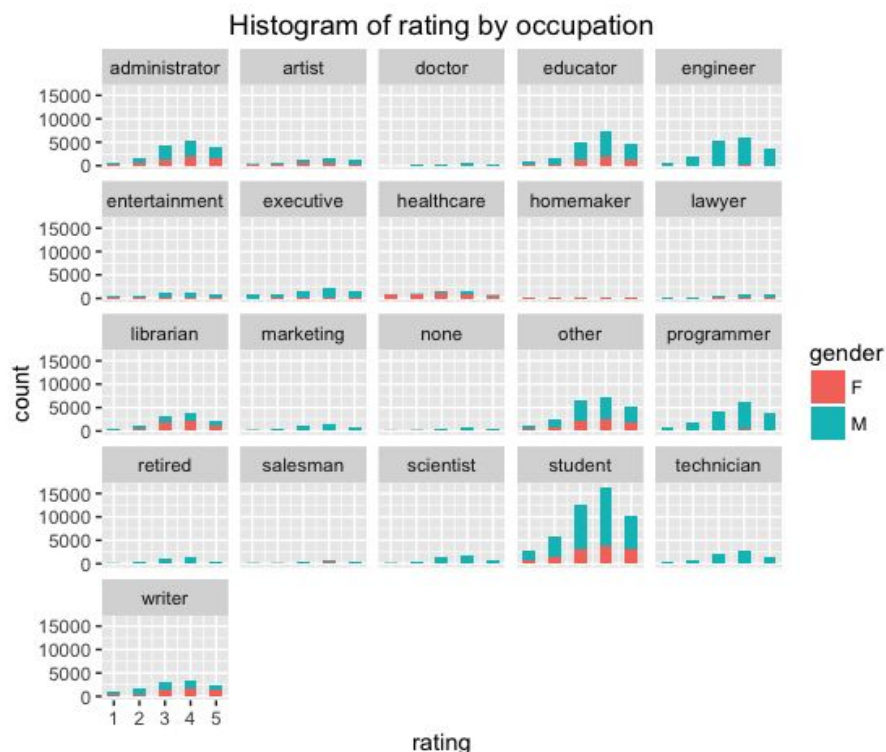 Histogram of rating by occupation
administrator artist doctor educator engineer
15000
10000
5000
0
entertainment executive healthcare homemaker lawyer
15000
10000
5000
0
librarian marketing none other programmer
15000
10000
5000
0
retired salesman scientist student technician
15000
10000
5000
0
writer
15000
10000
5000
0
1 2 3 4 5
rating
count
gender
F
M